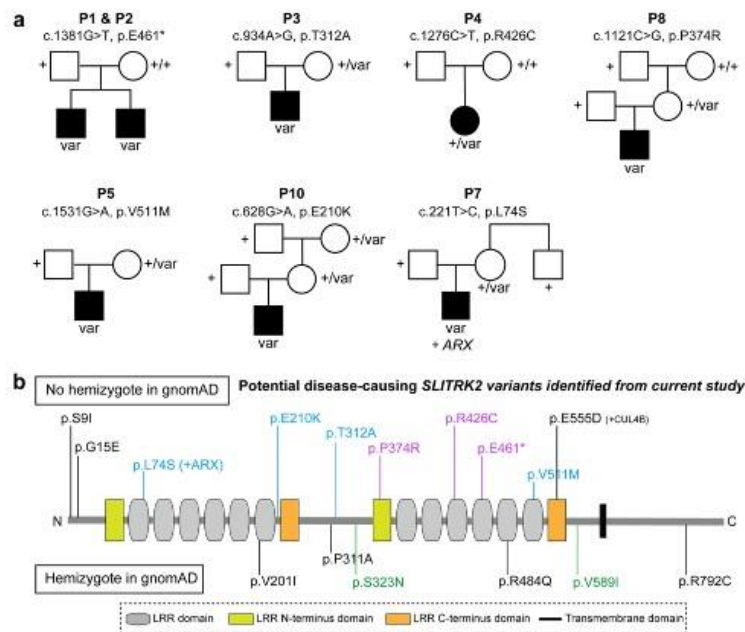 a
P1 & P2
c.1381G>T, p.E461*
+
+/+
var
var
P3
c.934A>G, p.T312A
+
+/var
var
P4
c.1276C>T, p.R426C
+
+/+
+/var
P8
c.1121C>G, p.P374R
+
+/+
+
+/var
var
P5
c.1531G>A, p.V511M
+
+/var
var
P10
c.628G>A, p.E210K
+
+/var
+
+/var
var
P7
c.221T>C, p.L74S
+
+/var
+
var
+ ARX
b
No hemizygote in gnomAD
Potential disease-causing SLITRK2 variants identified from current study
p.S9I
p.G15E
p.L74S (+ARX)
p.E210K
p.T312A
p.P374R
p.R426C
p.E461*
p.V511M
p.E555D (+CUL4B)
N
C
p.V201I
p.P311A
p.S323N
p.R484Q
p.V589I
p.R792C
Hemizygote in gnomAD
LRR domain
LRR N-terminus domain
LRR C-terminus domain
Transmembrane domain